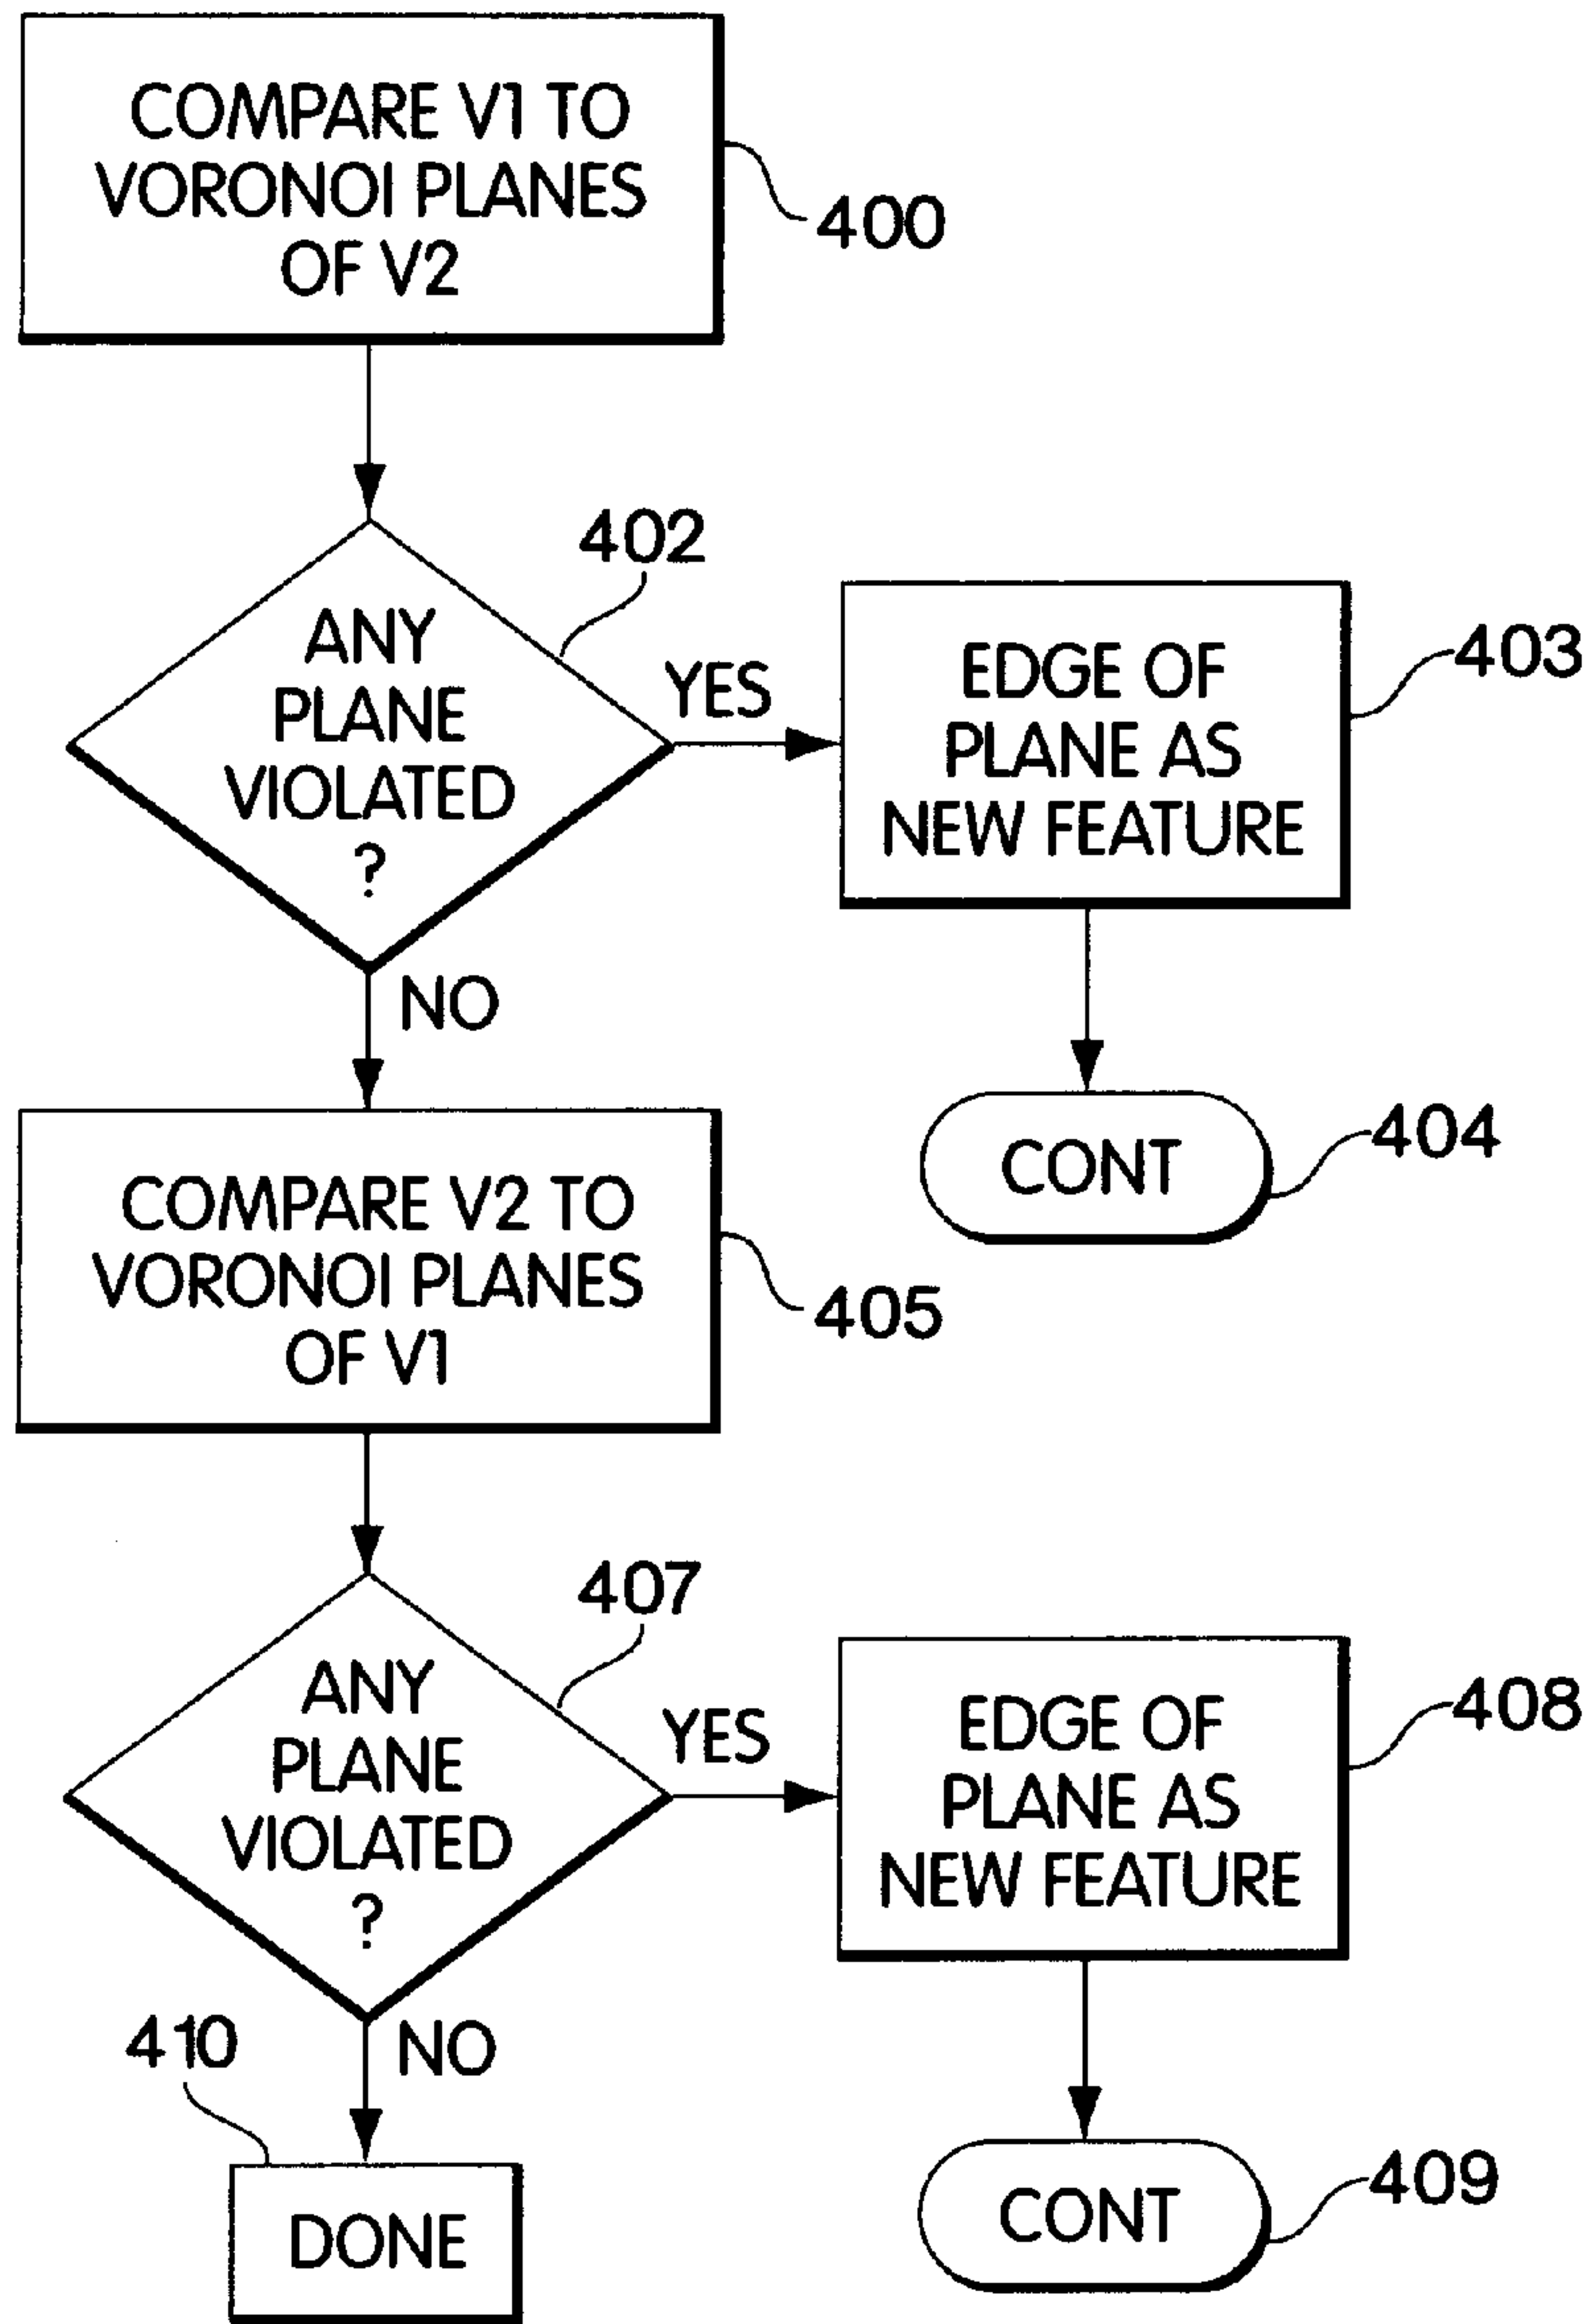 COMPARE V1 TO
VORONOI PLANES
OF V2
400
402
ANY
PLANE
VIOLATED
?
YES
EDGE OF
PLANE AS
NEW FEATURE
403
NO
CONT
404
COMPARE V2 TO
VORONOI PLANES
OF V1
405
407
ANY
PLANE
VIOLATED
?
YES
EDGE OF
PLANE AS
NEW FEATURE
408
410
NO
DONE
CONT
409